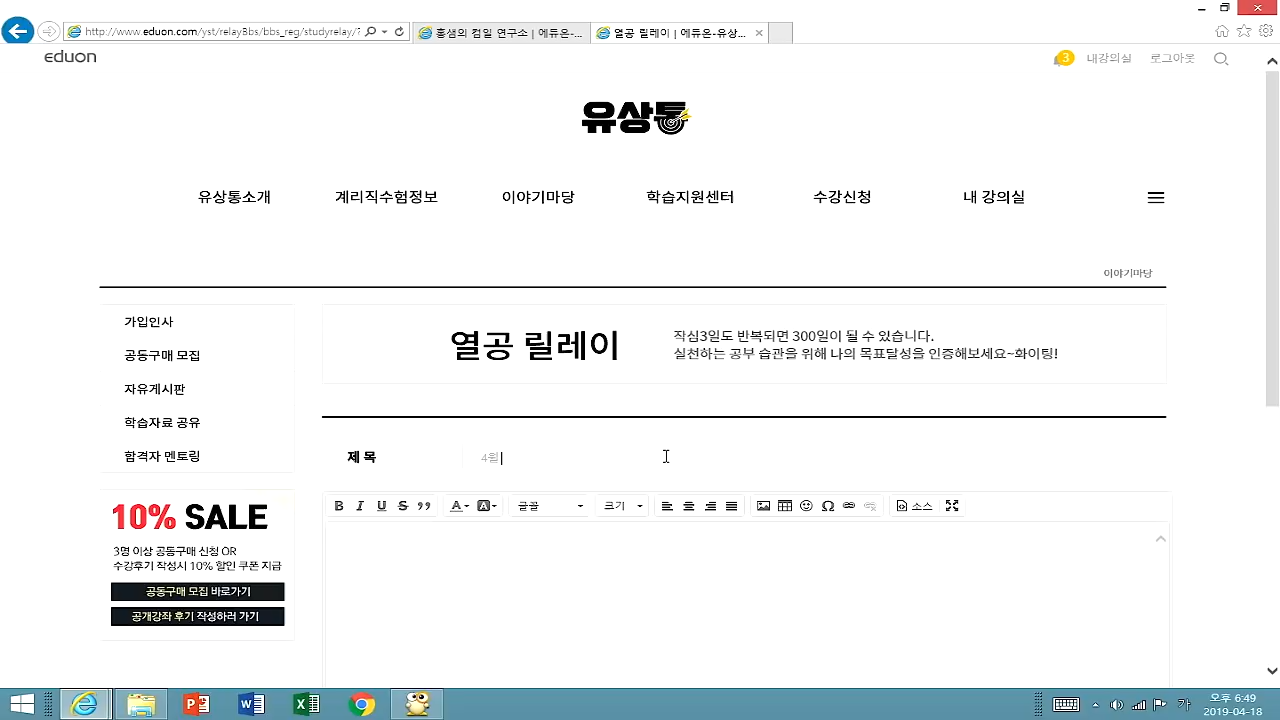 http://www.eduon.com/yst/relay8bs/bbs_reg/studyrelay/?
홍샘의 컴일 연구소 | 에듀온-...
열공 릴레이 | 에듀온-유상...
eduon
3
내강의실
로그아웃
유상통
유상통소개
계리직수험정보
이야기마당
학습지원센터
수강신청
내 강의실
이야기마당
가입인사
공동구매 모집
자유게시판
학습자료 공유
합격자 멘토링
열공 릴레이
작심3일도 반복되면 300일이 될 수 있습니다.
실천하는 공부 습관을 위해 나의 목표달성을 인증해보세요~화이팅!
제 목
4월
B I U S
A A 글꼴 크기
소스
10% SALE
3명 이상 공동구매 신청 OR
수강후기 작성시 10% 할인 쿠폰 지급
공동구매 모집 바로가기
공개강좌 후기 작성하러 가기
가
오후 6:49
2019-04-18